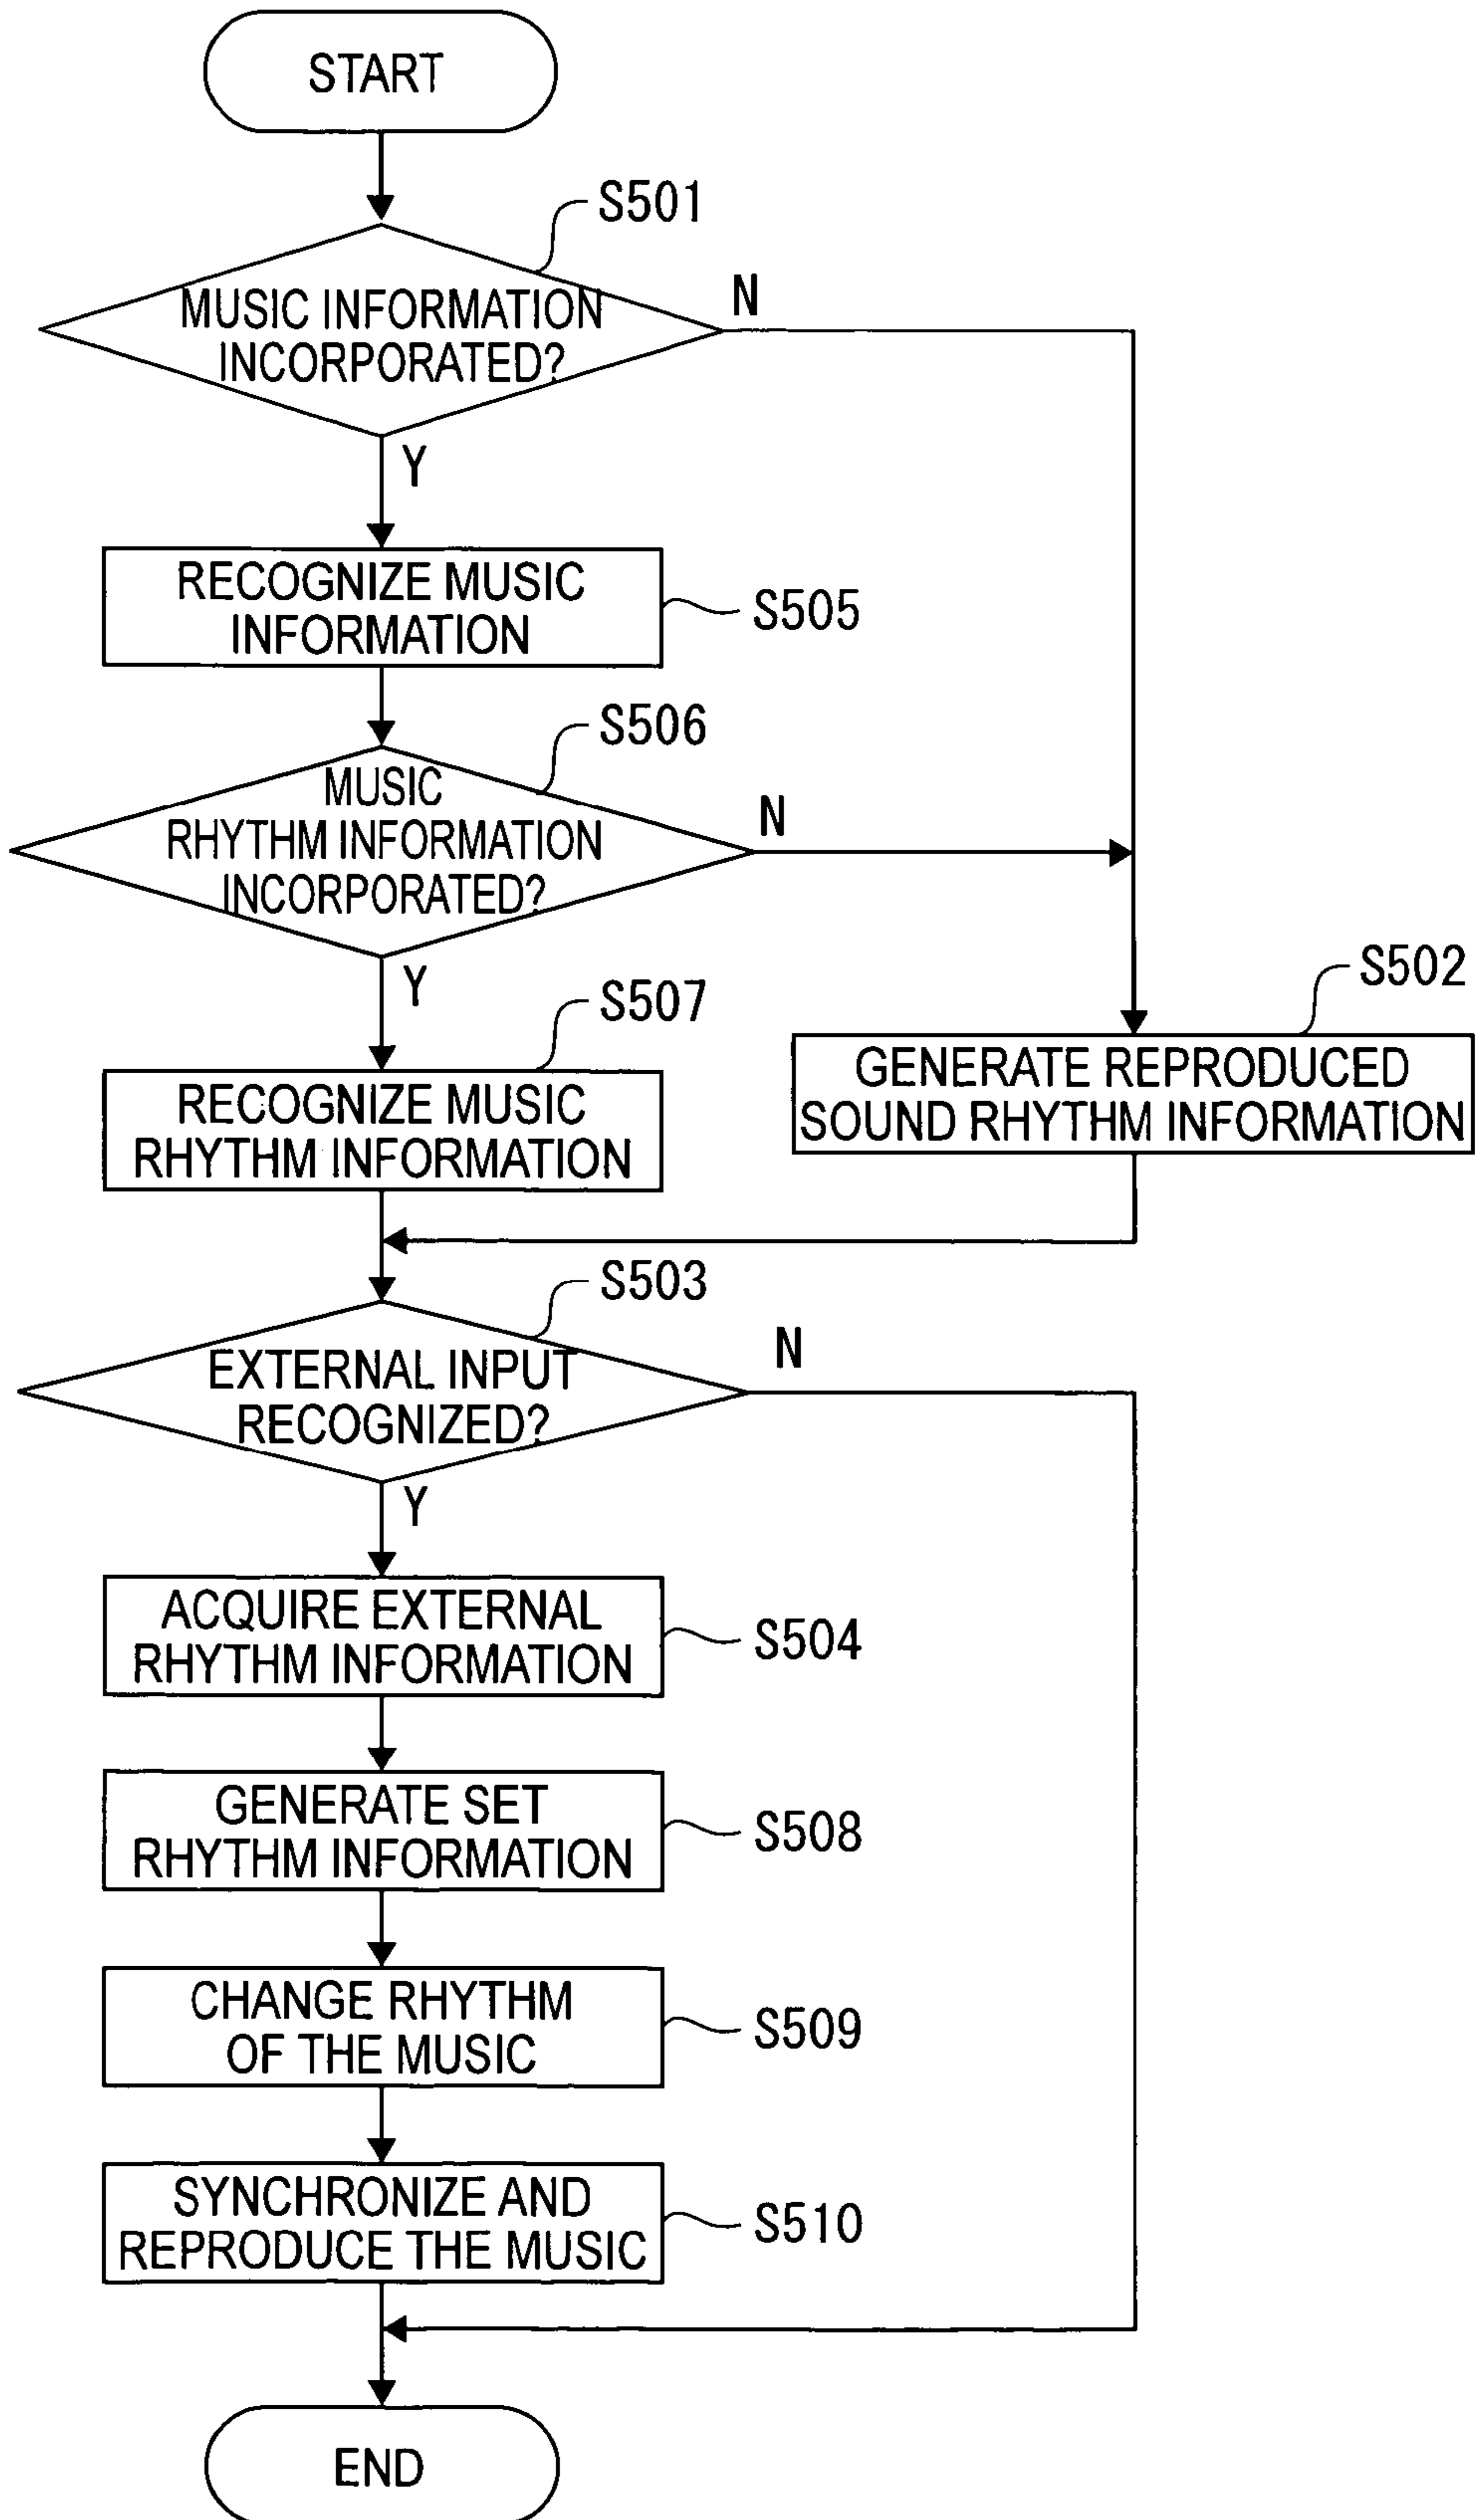 START
S501
MUSIC INFORMATION
INCORPORATED?
N
Y
RECOGNIZE MUSIC
INFORMATION
S505
S506
MUSIC
RHYTHM INFORMATION
INCORPORATED?
N
Y
S507
RECOGNIZE MUSIC
RHYTHM INFORMATION
S502
GENERATE REPRODUCED
SOUND RHYTHM INFORMATION
S503
EXTERNAL INPUT
RECOGNIZED?
N
Y
ACQUIRE EXTERNAL
RHYTHM INFORMATION
S504
GENERATE SET
RHYTHM INFORMATION
S508
CHANGE RHYTHM
OF THE MUSIC
S509
SYNCHRONIZE AND
REPRODUCE THE MUSIC
S510
END